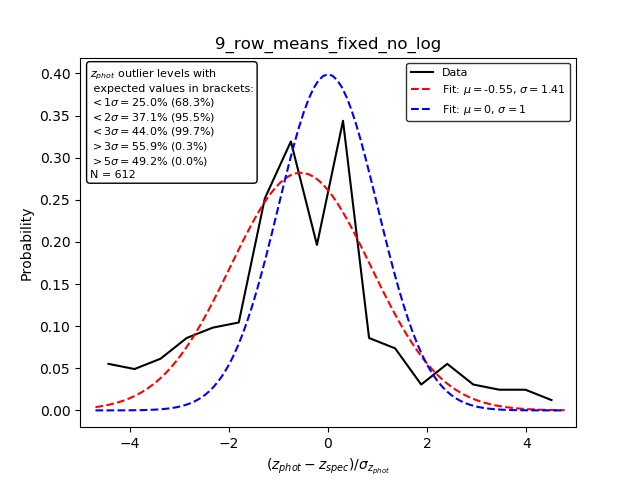 9_row_means_fixed_no_log
z_phot outlier levels with
expected values in brackets:
<1σ = 25.0% (68.3%)
<2σ = 37.1% (95.5%)
<3σ = 44.0% (99.7%)
>3σ = 55.9% (0.3%)
>5σ = 49.2% (0.0%)
N = 612
Data
Fit: μ=-0.55, σ=1.41
Fit: μ=0, σ=1
Probability
0.40
0.35
0.30
0.25
0.20
0.15
0.10
0.05
0.00
−4 −2 0 2 4
(z_phot − z_spec)/σ_z_phot